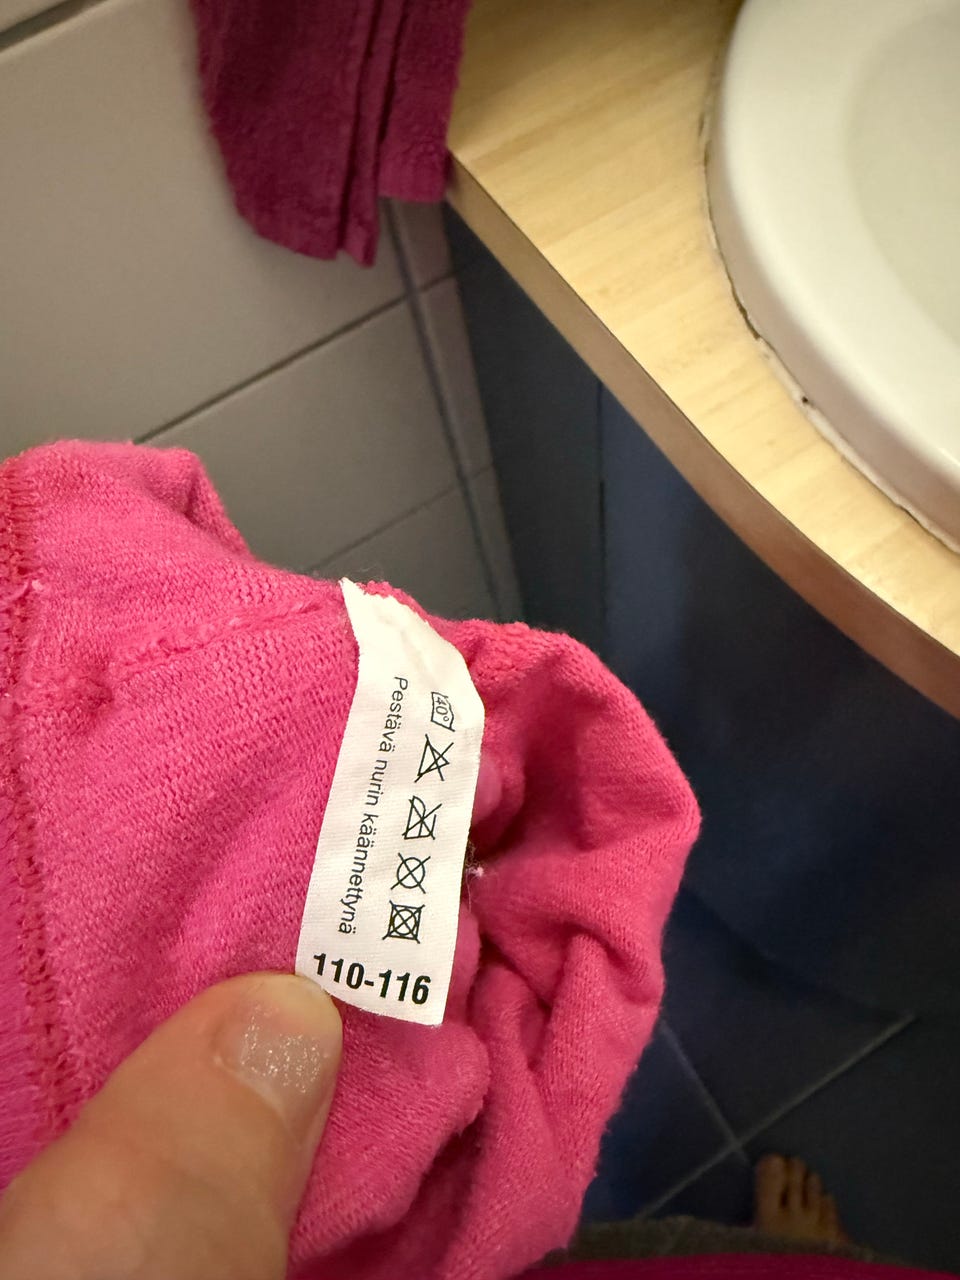 40°
Pestävä nurin käännettynä
110-116